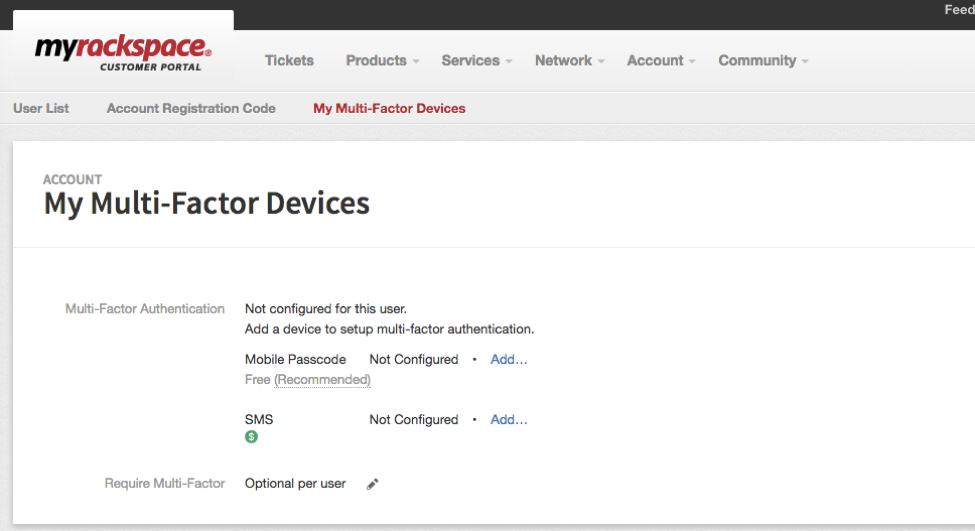 Feed
myrackspace®
CUSTOMER PORTAL
Tickets Products Services Network Account Community
User List Account Registration Code My Multi-Factor Devices
ACCOUNT
My Multi-Factor Devices
Multi-Factor Authentication Not configured for this user.
Add a device to setup multi-factor authentication.
Mobile Passcode Not Configured • Add...
Free (Recommended)
SMS Not Configured • Add...
$
Require Multi-Factor Optional per user